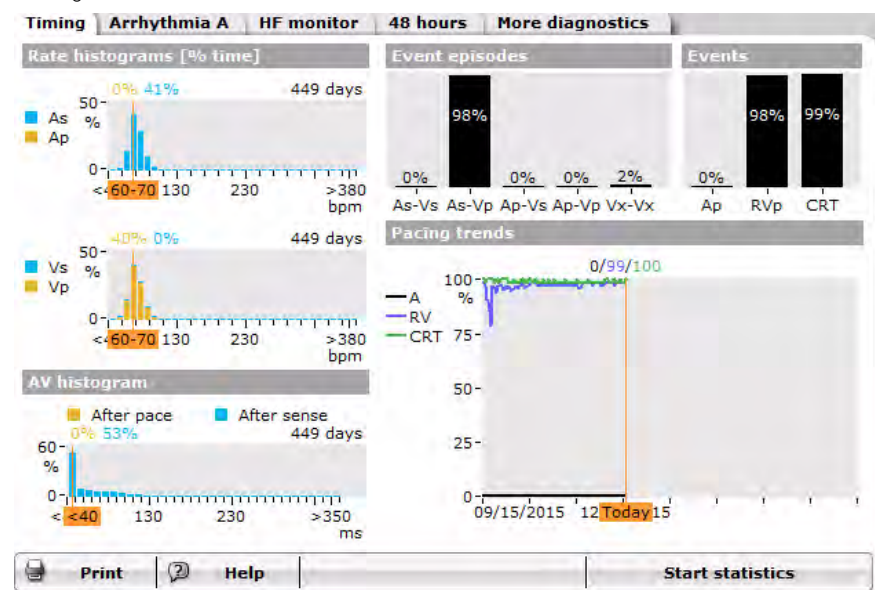 Timing Arrhythmia A HF monitor 48 hours More diagnostics
Rate histograms [% time]
0% 41% 449 days
50-
%
As
Ap
0-
60-70 130 230 >380
bpm
40% 0% 449 days
50-
%
Vs
Vp
0-
60-70 130 230 >380
bpm
AV histogram
After pace After sense
0% 53% 449 days
60-
%
0-
< <40 130 230 >350
ms
Event episodes
0% 98% 0% 0% 2%
As-Vs As-Vp Ap-Vs Ap-Vp Vx-Vx
Events
0% 98% 99%
Ap RVp CRT
Pacing trends
0/99/100
A
RV
CRT
100-
%
75-
50-
25-
0-
09/15/2015 12 Today 15
Print Help Start statistics